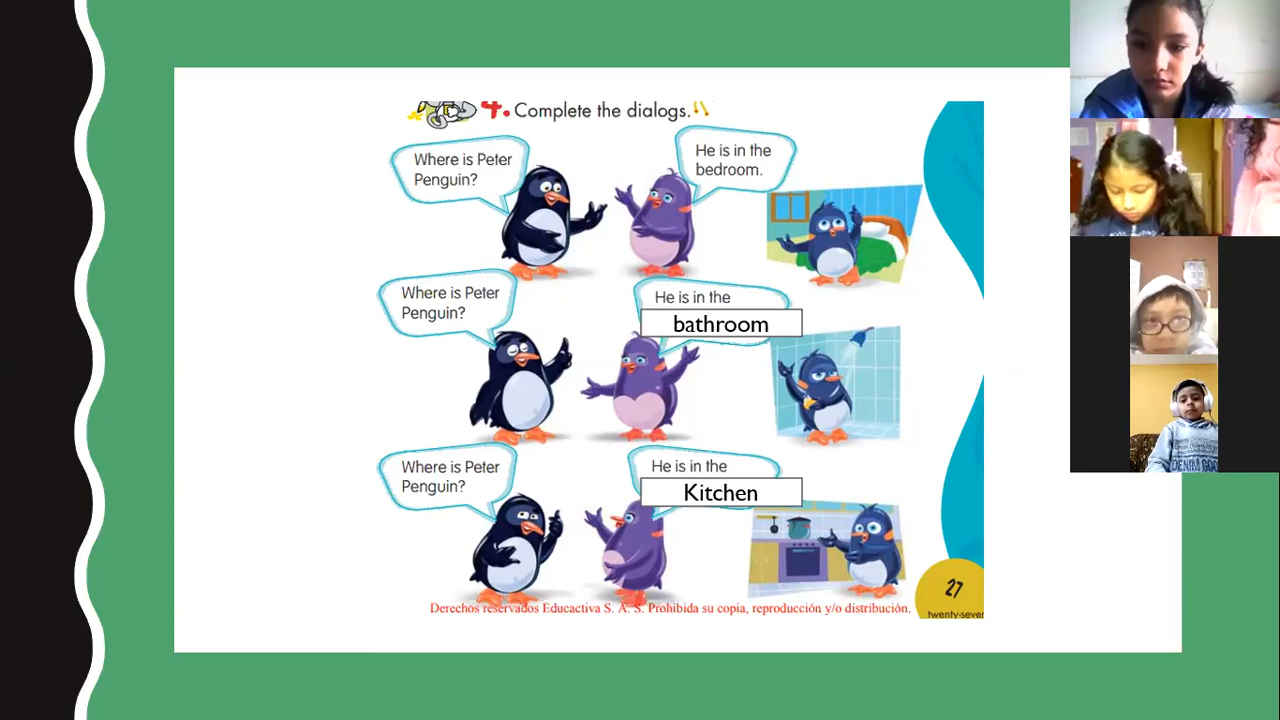 4. Complete the dialogs.
Where is Peter
Penguin?
He is in the
bedroom.
Where is Peter
Penguin?
He is in the
bathroom
Where is Peter
Penguin?
He is in the
Kitchen
27
twenty-seven
Derechos reservados Educactiva S. A. S. Prohibida su copia, reproducción y/o distribución.
DENIM GOOD